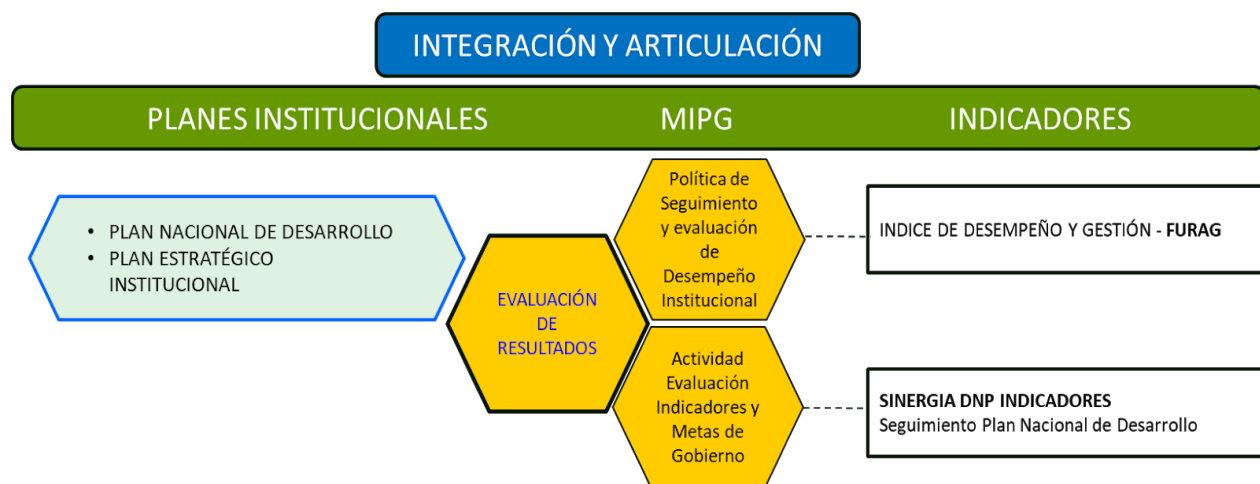 INTEGRACIÓN Y ARTICULACIÓN
PLANES INSTITUCIONALES
MIPG
INDICADORES
• PLAN NACIONAL DE DESARROLLO
• PLAN ESTRATÉGICO
INSTITUCIONAL
EVALUACIÓN
DE
RESULTADOS
Política de
Seguimiento
y evaluación
de
Desempeño
Institucional
Actividad
Evaluación
Indicadores y
Metas de
Gobierno
INDICE DE DESEMPEÑO Y GESTIÓN - FURAG
SINERGIA DNP INDICADORES
Seguimiento Plan Nacional de Desarrollo